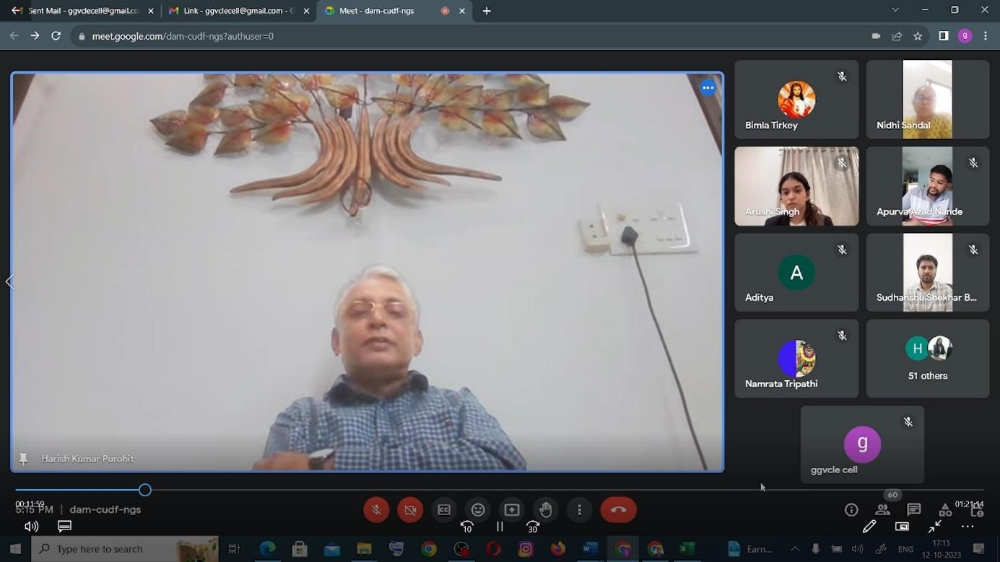 Sent Mail - ggvclecell@gmail.co
Link - ggvclecell@gmail.com - G
Meet - dam-cudf-ngs
meet.google.com/dam-cudf-ngs?authuser=0
g
Bimla Tirkey
Nidhi Sandal
Arushi Singh
Apurva Azad Nande
A
Aditya
Sudhanshu Shekhar B...
Namrata Tripathi
H
51 others
g
ggvcle cell
Harish Kumar Purohit
00:11:59
01:21:14
5:15 PM | dam-cudf-ngs
CC
60
10
30
Type here to search
Earn...
ENG
17:15
12-10-2023